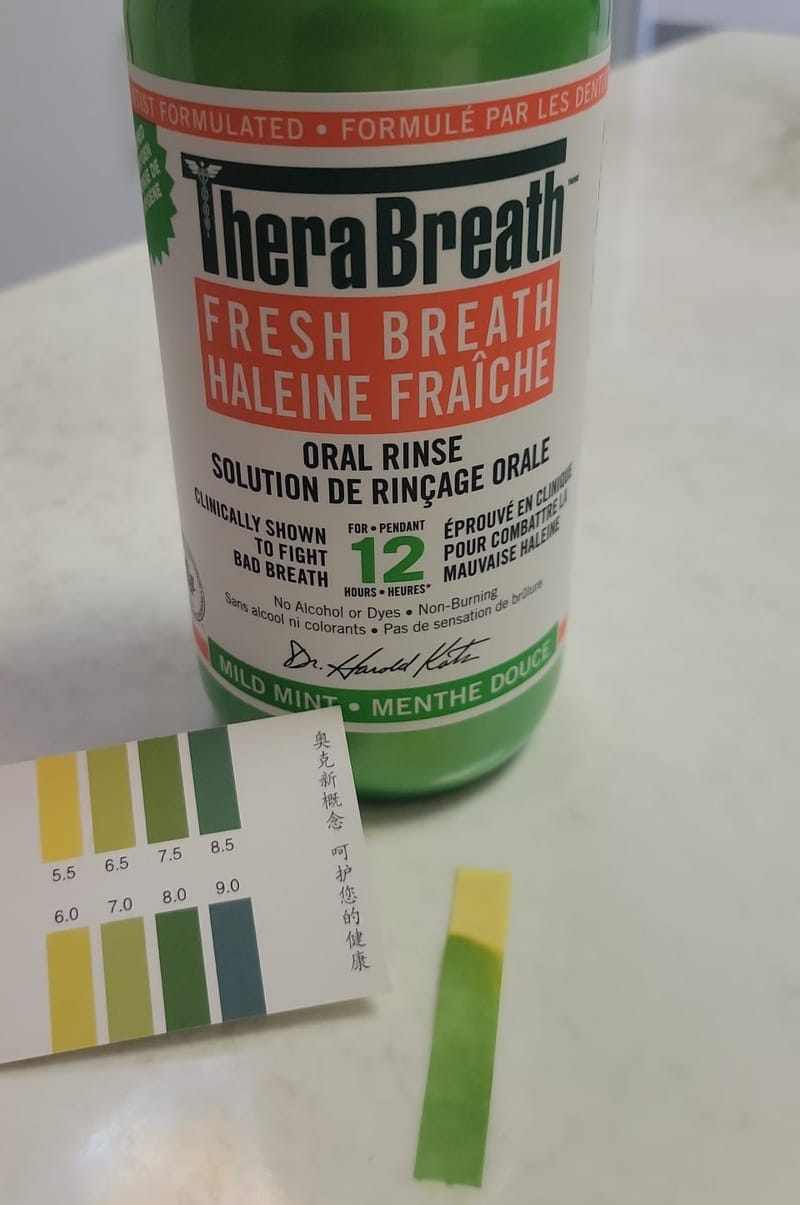 FORMULATED • FORMULÉ PAR LES
TheraBreath™
FRESH BREATH
HALEINE FRAÎCHE
ORAL RINSE
SOLUTION DE RINÇAGE ORALE
CLINICALLY SHOWN
TO FIGHT
BAD BREATH
FOR • PENDANT
12
HOURS • HEURES*
ÉPROUVÉ EN CLINIQUE
POUR COMBATTRE LA
MAUVAISE HALEINE
No Alcohol or Dyes • Non-Burning
Sans alcool ni colorants • Pas de sensation de brûlure
Dr. Harold Katz
MILD MINT • MENTHE DOUCE
5.5 6.5 7.5 8.5
6.0 7.0 8.0 9.0
奥克新概念 呵护您的健康